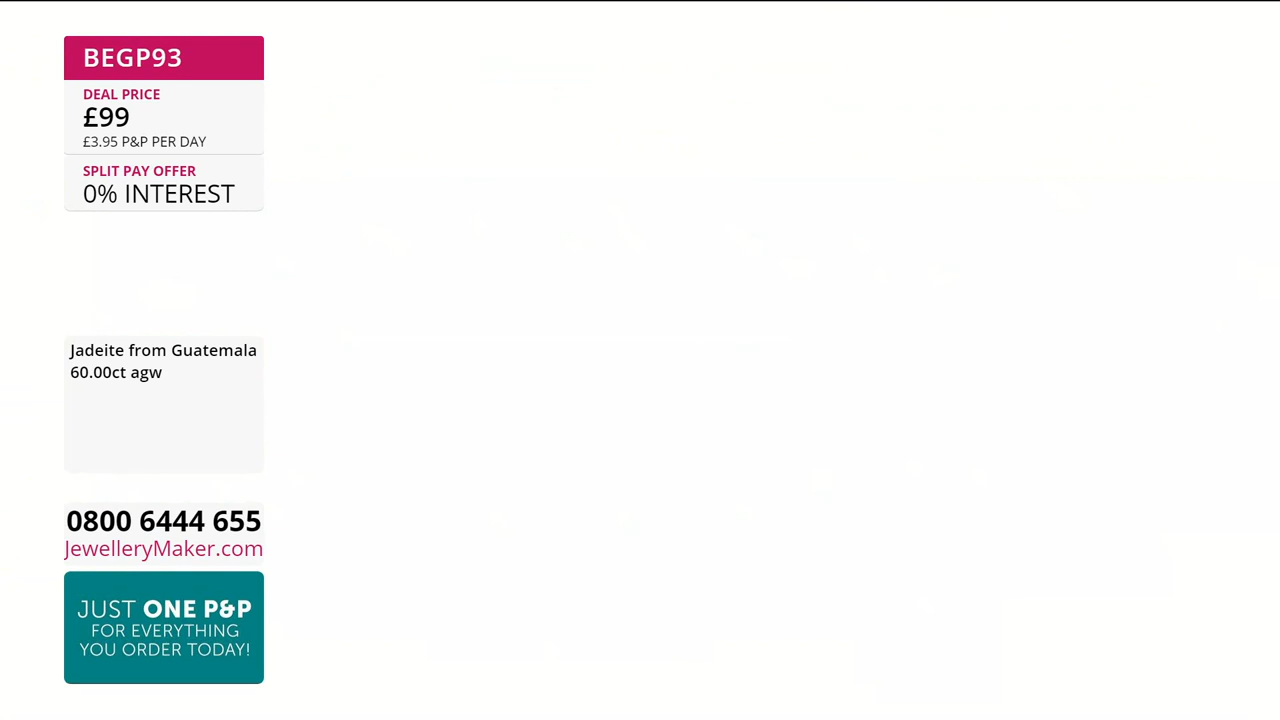 BEGP93
DEAL PRICE
£99
£3.95 P&P PER DAY
SPLIT PAY OFFER
0% INTEREST
Jadeite from Guatemala
60.00ct agw
0800 6444 655
JewelleryMaker.com
JUST ONE P&P
FOR EVERYTHING
YOU ORDER TODAY!